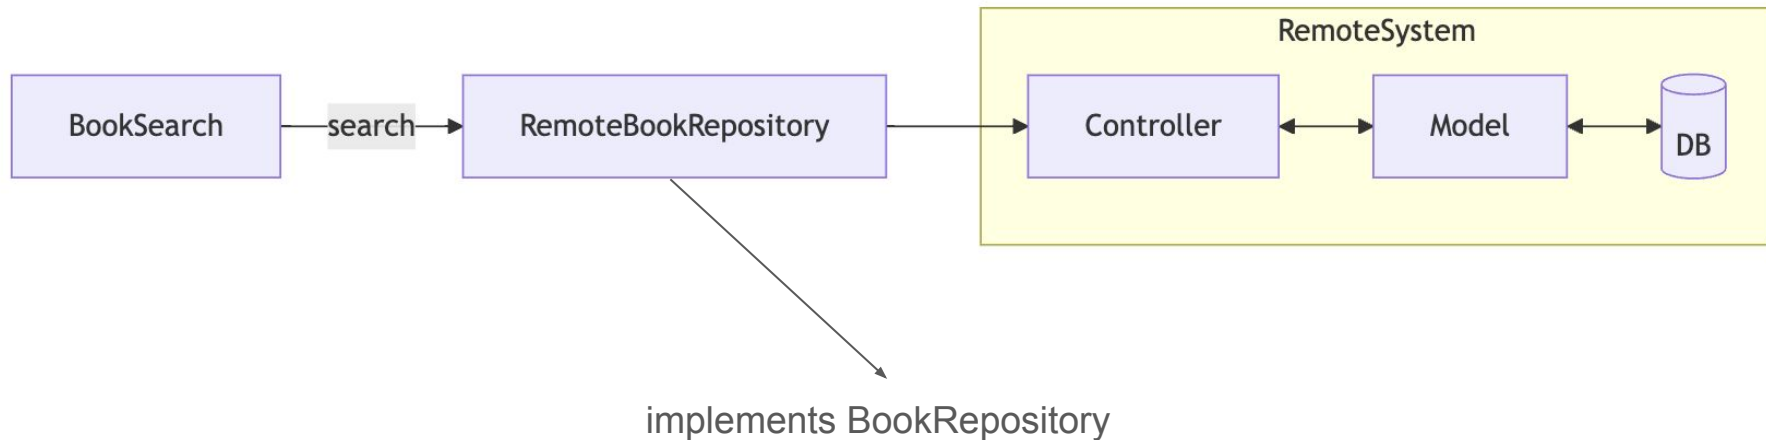 RemoteSystem
BookSearch
search
RemoteBookRepository
Controller
Model
DB
implements BookRepository